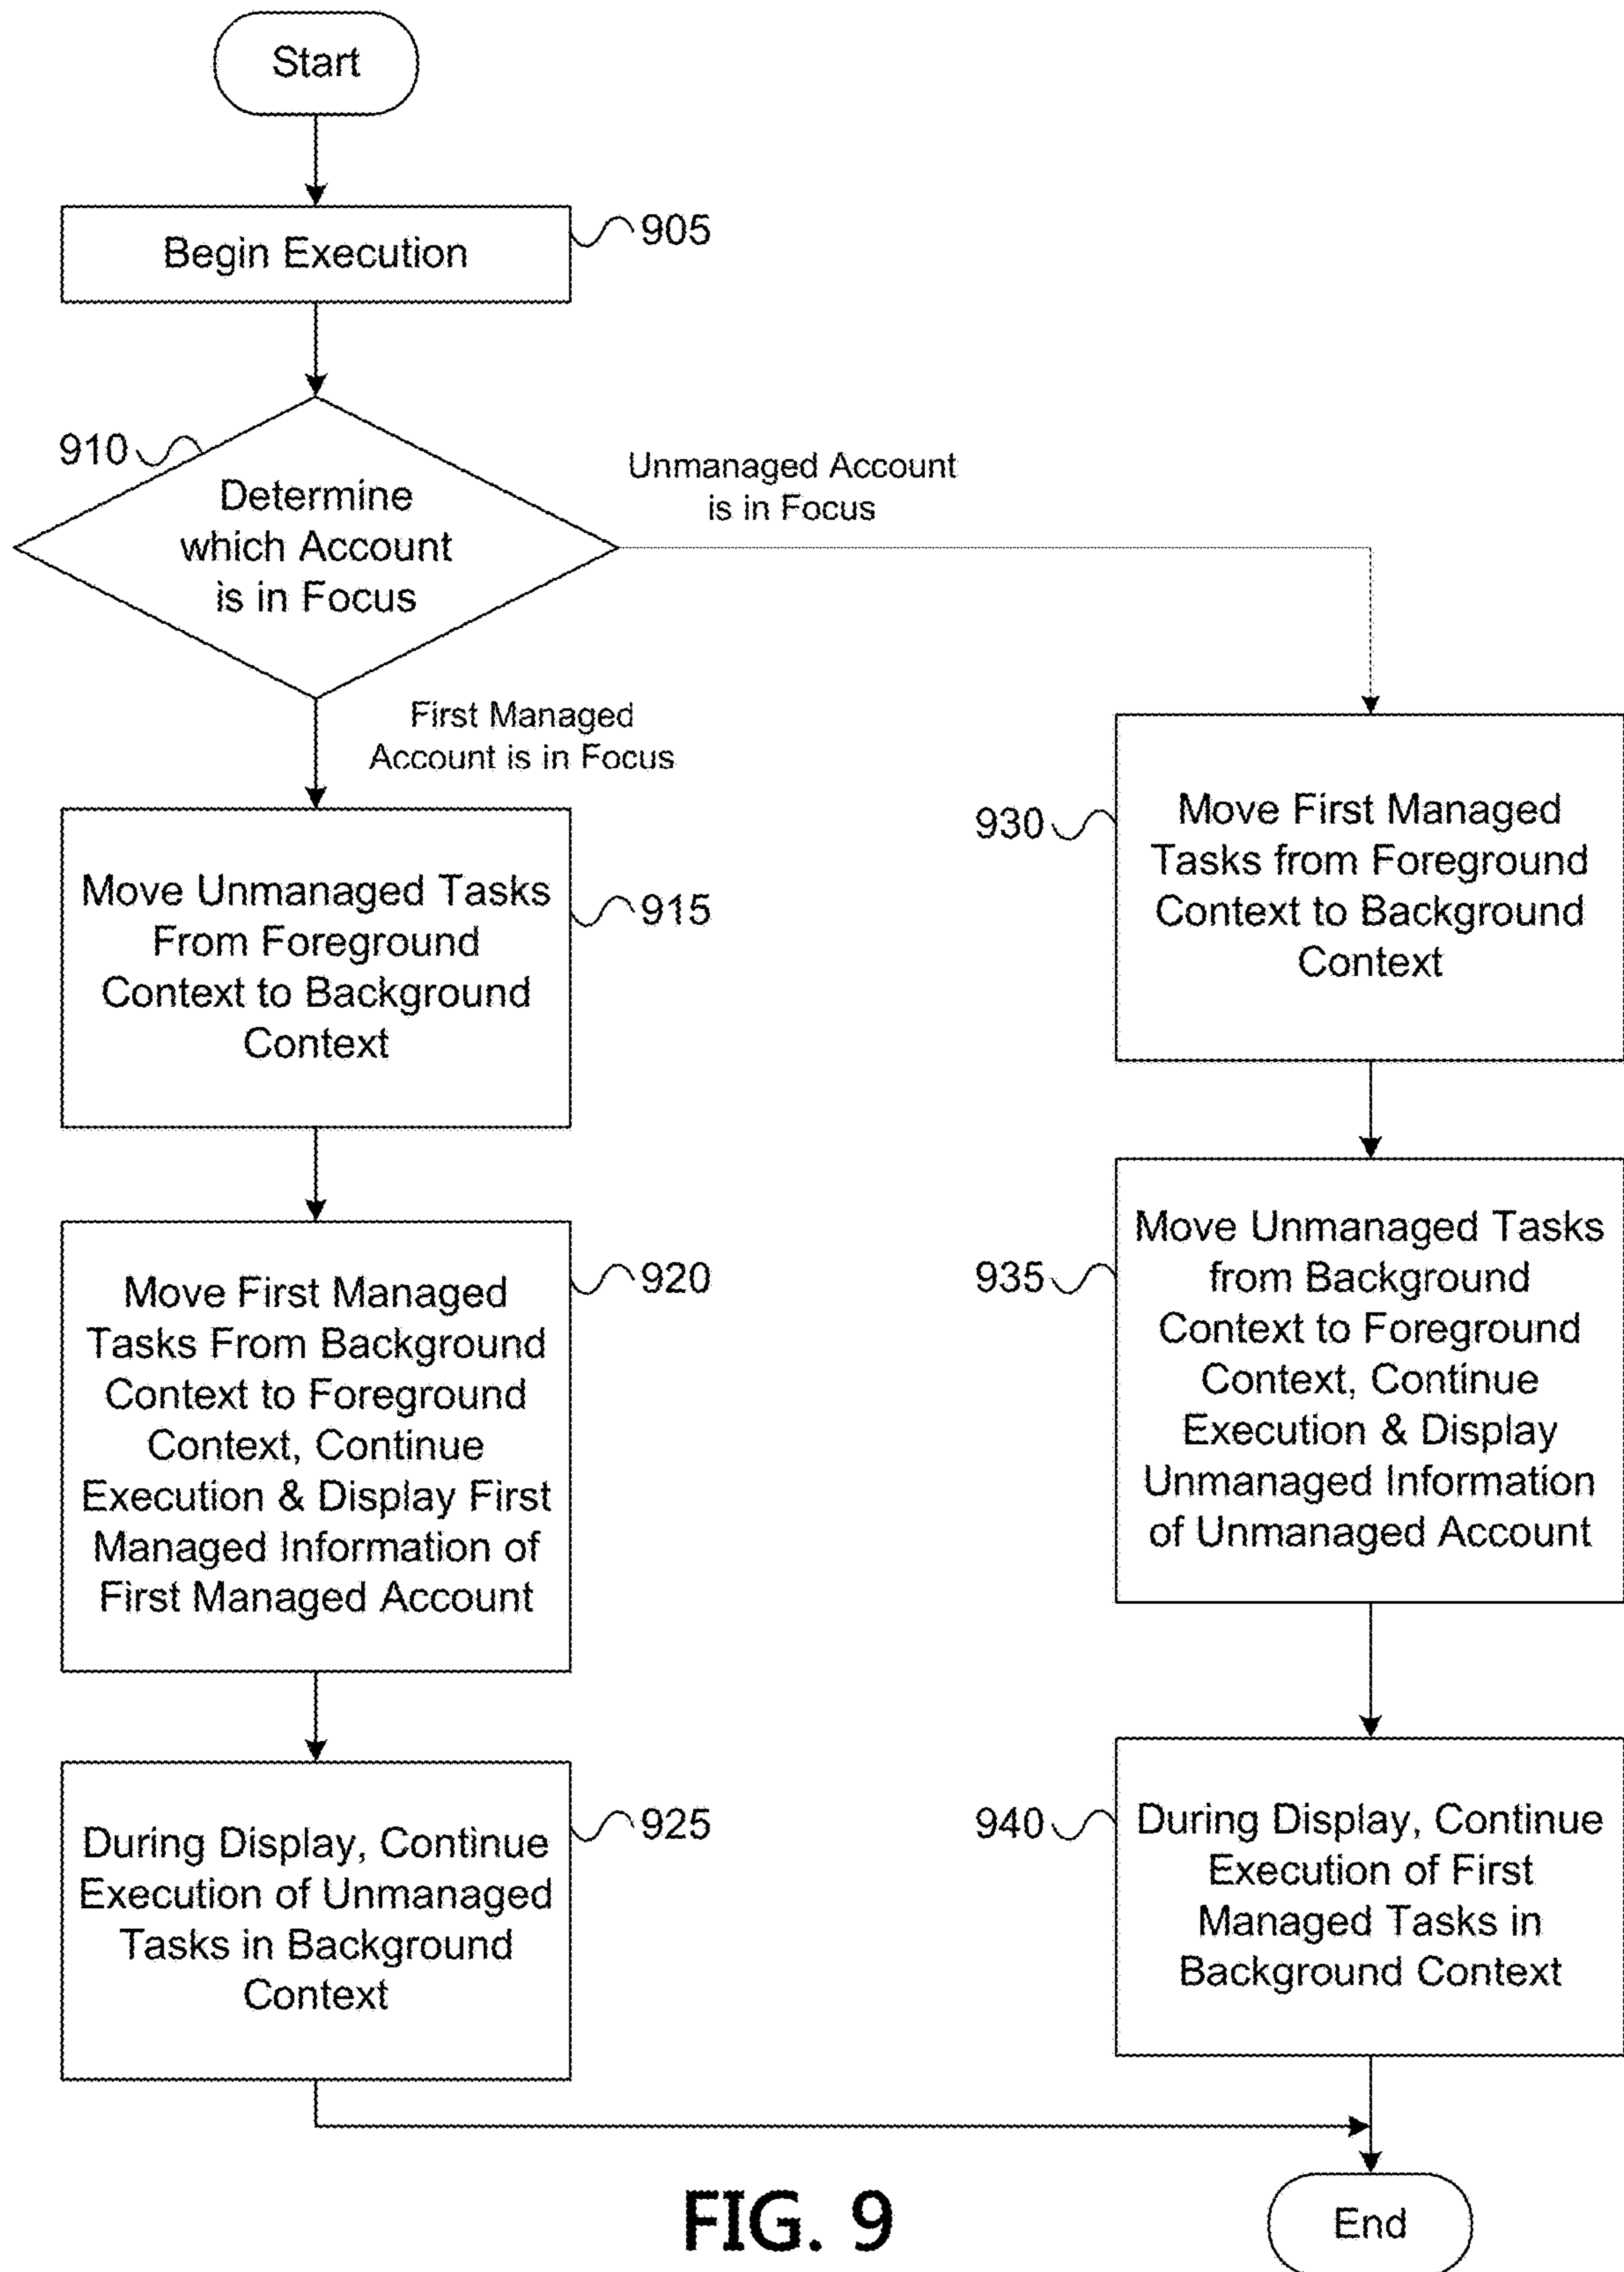 Start
Begin Execution
905
910
Determine
which Account
is in Focus
Unmanaged Account
is in Focus
First Managed
Account is in Focus
Move Unmanaged Tasks
From Foreground
Context to Background
Context
915
Move First Managed
Tasks From Background
Context to Foreground
Context, Continue
Execution & Display First
Managed Information of
First Managed Account
920
During Display, Continue
Execution of Unmanaged
Tasks in Background
Context
925
930
Move First Managed
Tasks from Foreground
Context to Background
Context
935
Move Unmanaged Tasks
from Background
Context to Foreground
Context, Continue
Execution & Display
Unmanaged Information
of Unmanaged Account
940
During Display, Continue
Execution of First
Managed Tasks in
Background Context
End
FIG. 9